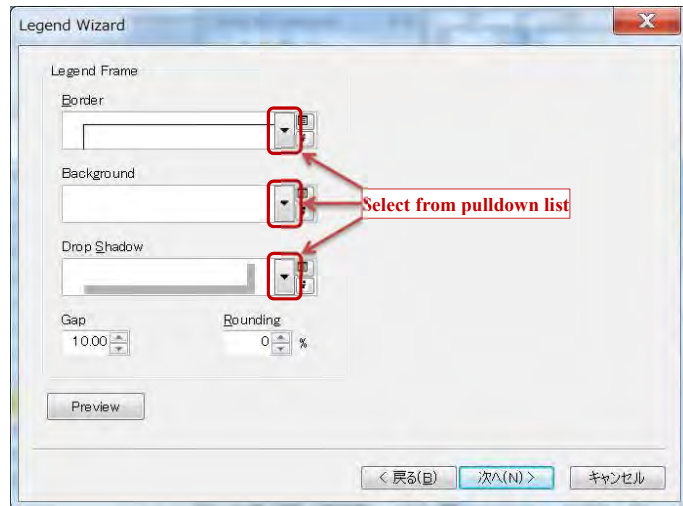 Legend Wizard
Legend Frame
Border
Background
Select from pulldown list
Drop Shadow
Gap
Rounding
10.00
0 %
Preview
< 戻る(B)
次へ(N) >
キャンセル